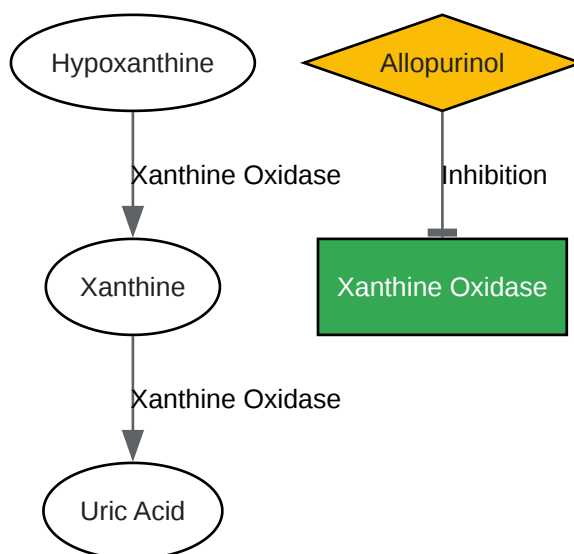 Hypoxanthine
Allopurinol
Xanthine Oxidase
Inhibition
Xanthine
Xanthine Oxidase
Xanthine Oxidase
Uric Acid